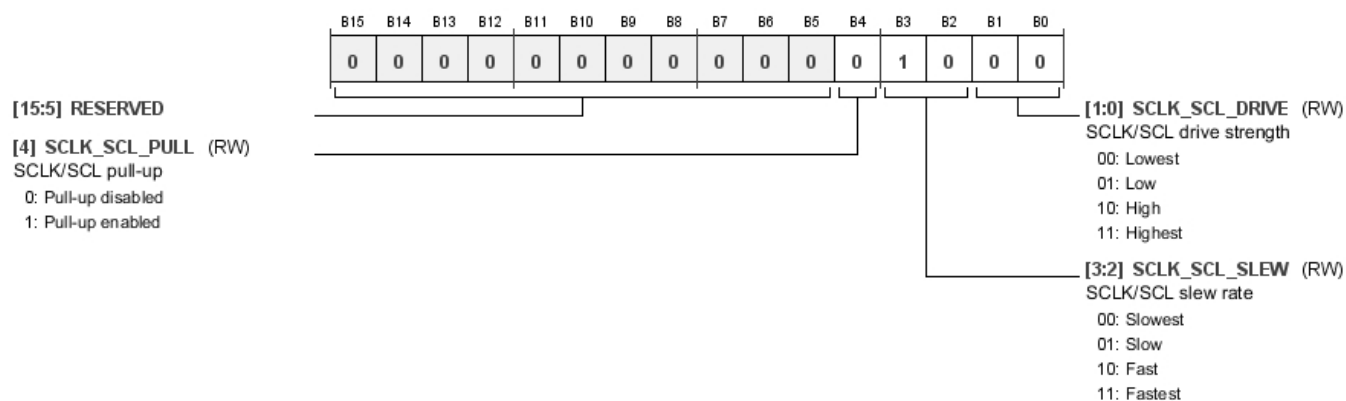 B15 B14 B13 B12 B11 B10 B9 B8 B7 B6 B5 B4 B3 B2 B1 B0
0 0 0 0 0 0 0 0 0 0 0 0 1 0 0 0
[15:5] RESERVED
[4] SCLK_SCL_PULL (RW)
SCLK/SCL pull-up
0: Pull-up disabled
1: Pull-up enabled
[1:0] SCLK_SCL_DRIVE (RW)
SCLK/SCL drive strength
00: Lowest
01: Low
10: High
11: Highest
[3:2] SCLK_SCL_SLEW (RW)
SCLK/SCL slew rate
00: Slowest
01: Slow
10: Fast
11: Fastest